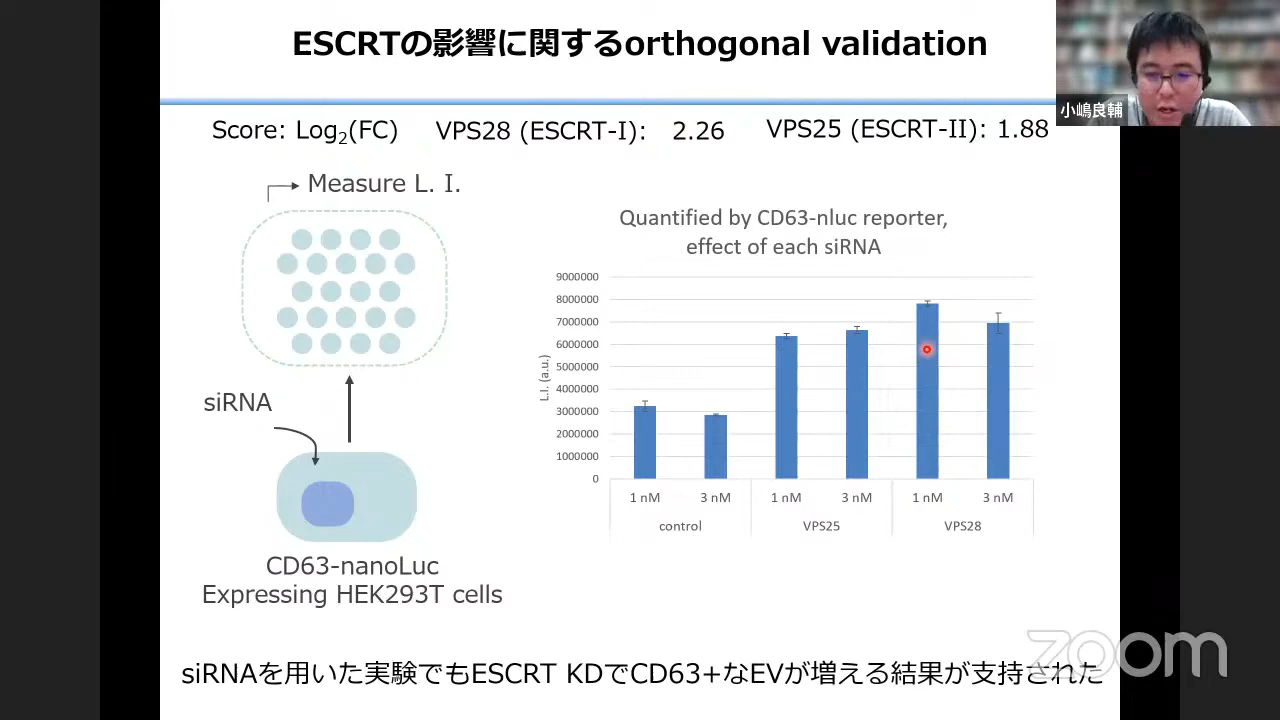 ESCRTの影響に関するorthogonal validation
小嶋良輔
Score: Log2(FC) VPS28 (ESCRT-I): 2.26 VPS25 (ESCRT-II): 1.88
Measure L. I.
siRNA
CD63-nanoLuc
Expressing HEK293T cells
Quantified by CD63-nluc reporter,
effect of each siRNA
L.I. (a.u.)
9000000
8000000
7000000
6000000
5000000
4000000
3000000
2000000
1000000
0
1 nM 3 nM 1 nM 3 nM 1 nM 3 nM
control VPS25 VPS28
siRNAを用いた実験でもESCRT KDでCD63+なEVが増える結果が支持された
zoom